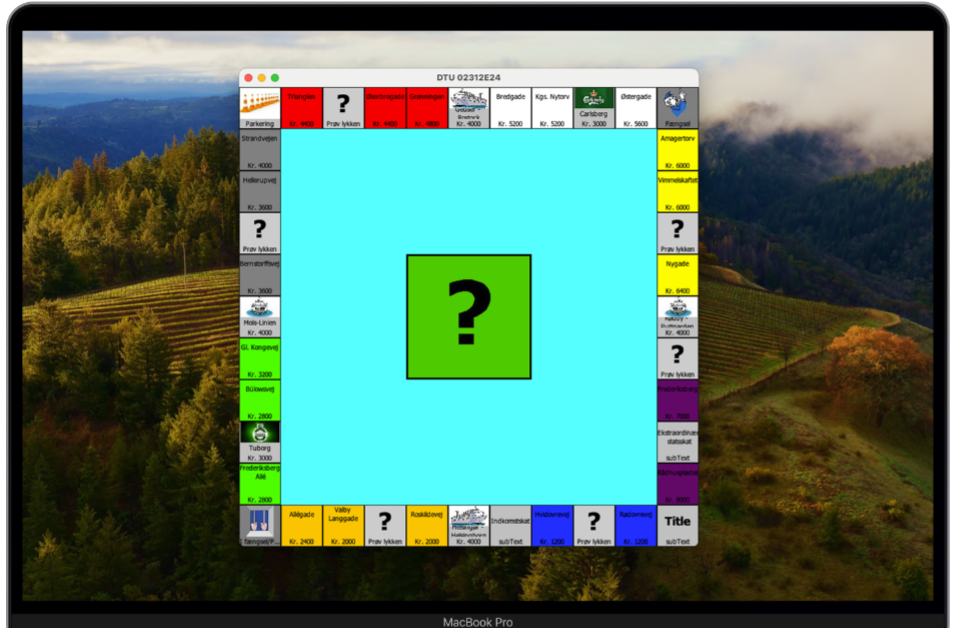 DTU 02312E24
Parkering
Trianglen
Kr. 4400
?
Prøv lykken
Østerbrogade
Kr. 4400
Grønningen
Kr. 4800
Rostock
Kr. 4000
Bredgade
Kr. 5200
Kgs. Nytorv
Kr. 5200
Carlsberg
Kr. 3000
Østergade
Kr. 5600
Fængsel
Strandvejen
Kr. 4000
Amagertorv
Kr. 6000
Hellerupvej
Kr. 3600
Vimmelskaftet
Kr. 6000
?
Prøv lykken
?
Prøv lykken
Bernstorffsvej
Kr. 3600
Nygade
Kr. 6400
?
Mols-Linien
Kr. 4000
Kr. 4000
Gl. Kongevej
Kr. 3200
?
Prøv lykken
Bülowsvej
Kr. 2800
Frederiksberg
Kr. 7000
Tuborg
Kr. 3000
Ekstraordinær
statsskat
subText
Frederiksberg
Allé
Kr. 2800
Rådhuspladsen
Kr. 8000
I fængsel/P...
Allégade
Kr. 2400
Valby
Langgade
Kr. 2000
?
Prøv lykken
Roskildevej
Kr. 2000
Kr. 4000
Indkomstskat
subText
Hvidovrevej
Kr. 1200
?
Prøv lykken
Rødovrevej
Kr. 1200
Title
subText
MacBook Pro